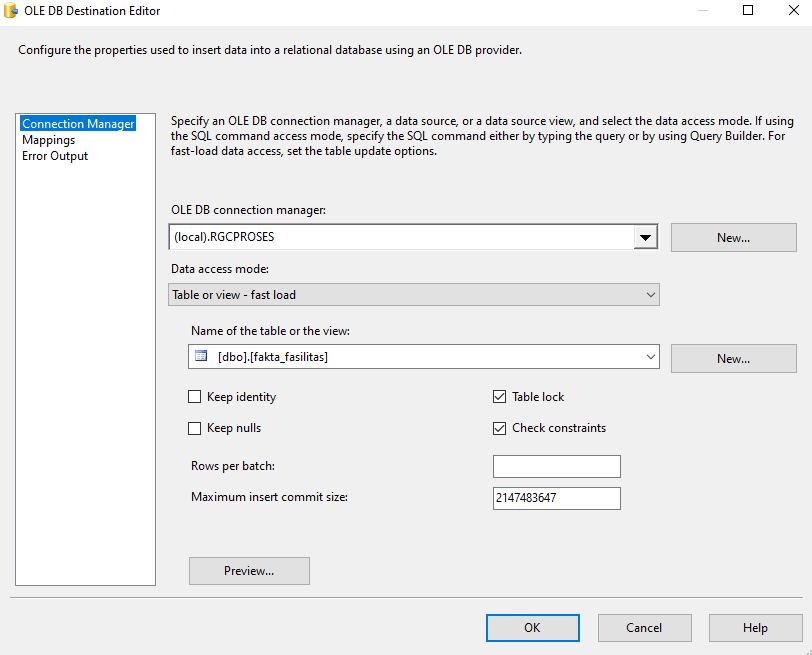 OLE DB Destination Editor
Configure the properties used to insert data into a relational database using an OLE DB provider.
Connection Manager
Mappings
Error Output
Specify an OLE DB connection manager, a data source, or a data source view, and select the data access mode. If using
the SQL command access mode, specify the SQL command either by typing the query or by using Query Builder. For
fast-load data access, set the table update options.
OLE DB connection manager:
(local).RGCPROSES
New...
Data access mode:
Table or view - fast load
Name of the table or the view:
[dbo].[fakta_fasilitas]
New...
Keep identity
Table lock
Keep nulls
Check constraints
Rows per batch:
Maximum insert commit size:
2147483647
Preview...
OK
Cancel
Help